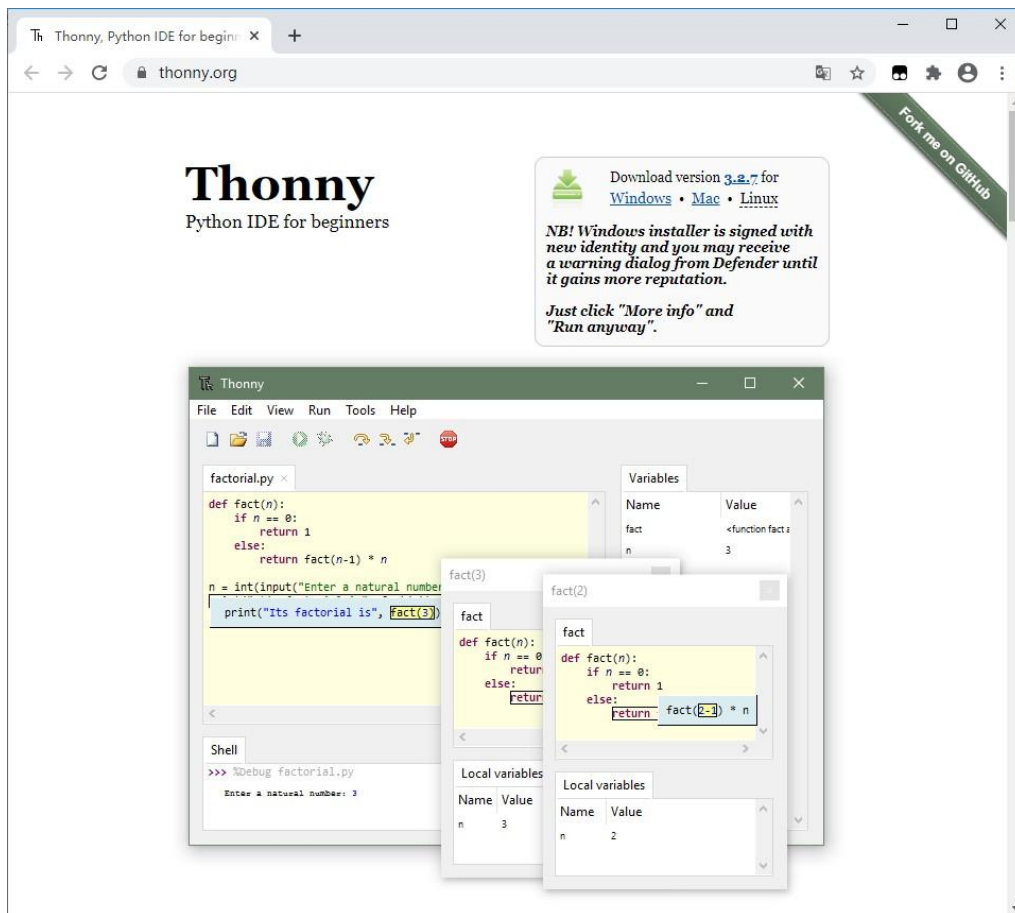 Thonny, Python IDE for beginn
thonny.org
Fork me on GitHub
Thonny
Python IDE for beginners
Download version 3.2.7 for
Windows • Mac • Linux
NB! Windows installer is signed with
new identity and you may receive
a warning dialog from Defender until
it gains more reputation.
Just click "More info" and
"Run anyway".
Thonny
File Edit View Run Tools Help
STOP
factorial.py
def fact(n):
if n == 0:
return 1
else:
return fact(n-1) * n
n = int(input("Enter a natural number
print("Its factorial is", fact(3))
Variables
Name Value
fact <function fact a
n 3
Shell
>>> %Debug factorial.py
Enter a natural number: 3
fact(3)
fact
def fact(n):
if n == 0
retur
else:
return
Local variables
Name Value
n 3
fact(2)
fact
def fact(n):
if n == 0:
return 1
else:
return fact(2-1) * n
Local variables
Name Value
n 2